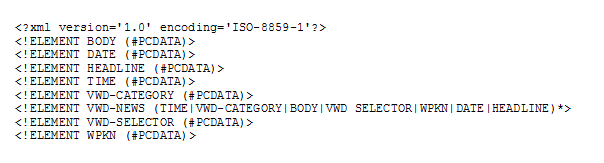 <?xml version='1.0' encoding='ISO-8859-1'?>
<!ELEMENT BODY (#PCDATA)>
<!ELEMENT DATE (#PCDATA)>
<!ELEMENT HEADLINE (#PCDATA)>
<!ELEMENT TIME (#PCDATA)>
<!ELEMENT VWD-CATEGORY (#PCDATA)>
<!ELEMENT VWD-NEWS (TIME|VWD-CATEGORY|BODY|VWD SELECTOR|WPKN|DATE|HEADLINE)*>
<!ELEMENT VWD-SELECTOR (#PCDATA)>
<!ELEMENT WPKN (#PCDATA)>